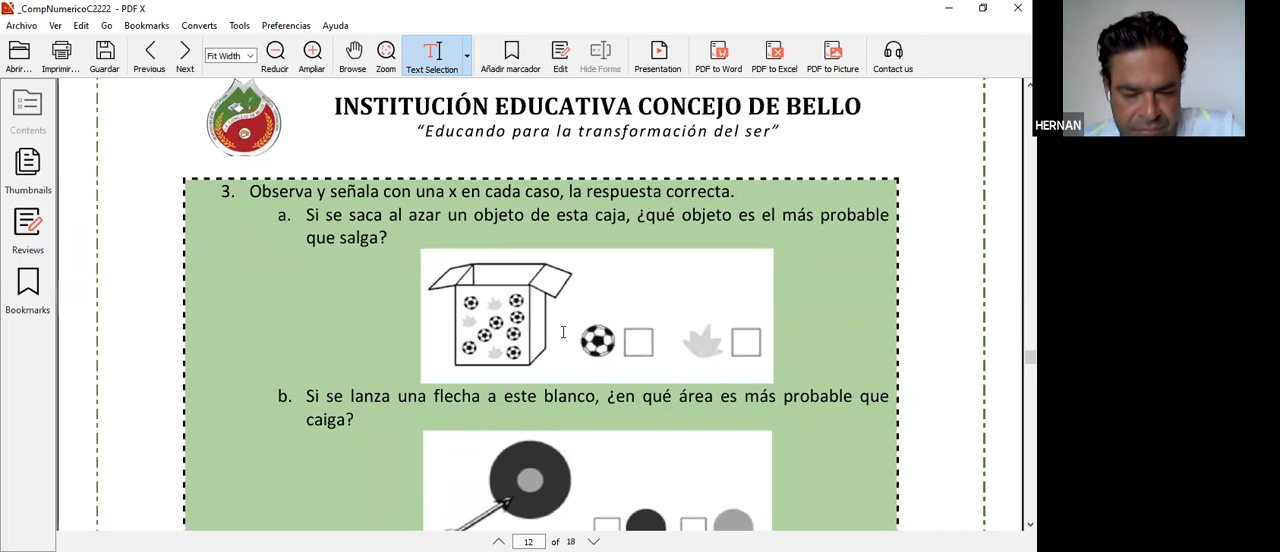 _CompNumericoC2222 - PDF X
Archivo Ver Edit Go Bookmarks Converts Tools Preferencias Ayuda
Abrir... Imprimir... Guardar Previous Next Fit Width Reducir Ampliar Browse Zoom Text Selection Añadir marcador Edit Hide Forms Presentation PDF to Word PDF to Excel PDF to Picture Contact us
Contents
Thumbnails
Reviews
Bookmarks
INSTITUCIÓN EDUCATIVA CONCEJO DE BELLO
“Educando para la transformación del ser”
3. Observa y señala con una x en cada caso, la respuesta correcta.
a. Si se saca al azar un objeto de esta caja, ¿qué objeto es el más probable
que salga?
b. Si se lanza una flecha a este blanco, ¿en qué área es más probable que
caiga?
12 of 18
HERNAN